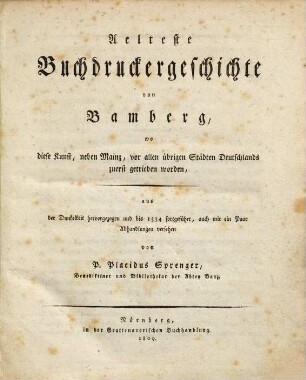 Aelteste
Buchdruckergeschichte
von
Bamberg,
wo
diese Kunst, neben Mainz, vor allen übrigen Städten Deutschlands
zuerst getrieben worden,
aus
der Dunkelheit hervorgezogen und bis 1534 fortgeführet, auch mit ein Paar
Abhandlungen versehen
von
P. Placidus Sprenger,
Benediktiner und Bibliothekar der Abtey Banz.
Nürnberg,
in der Grattenauerischen Buchhandlung.
1800.